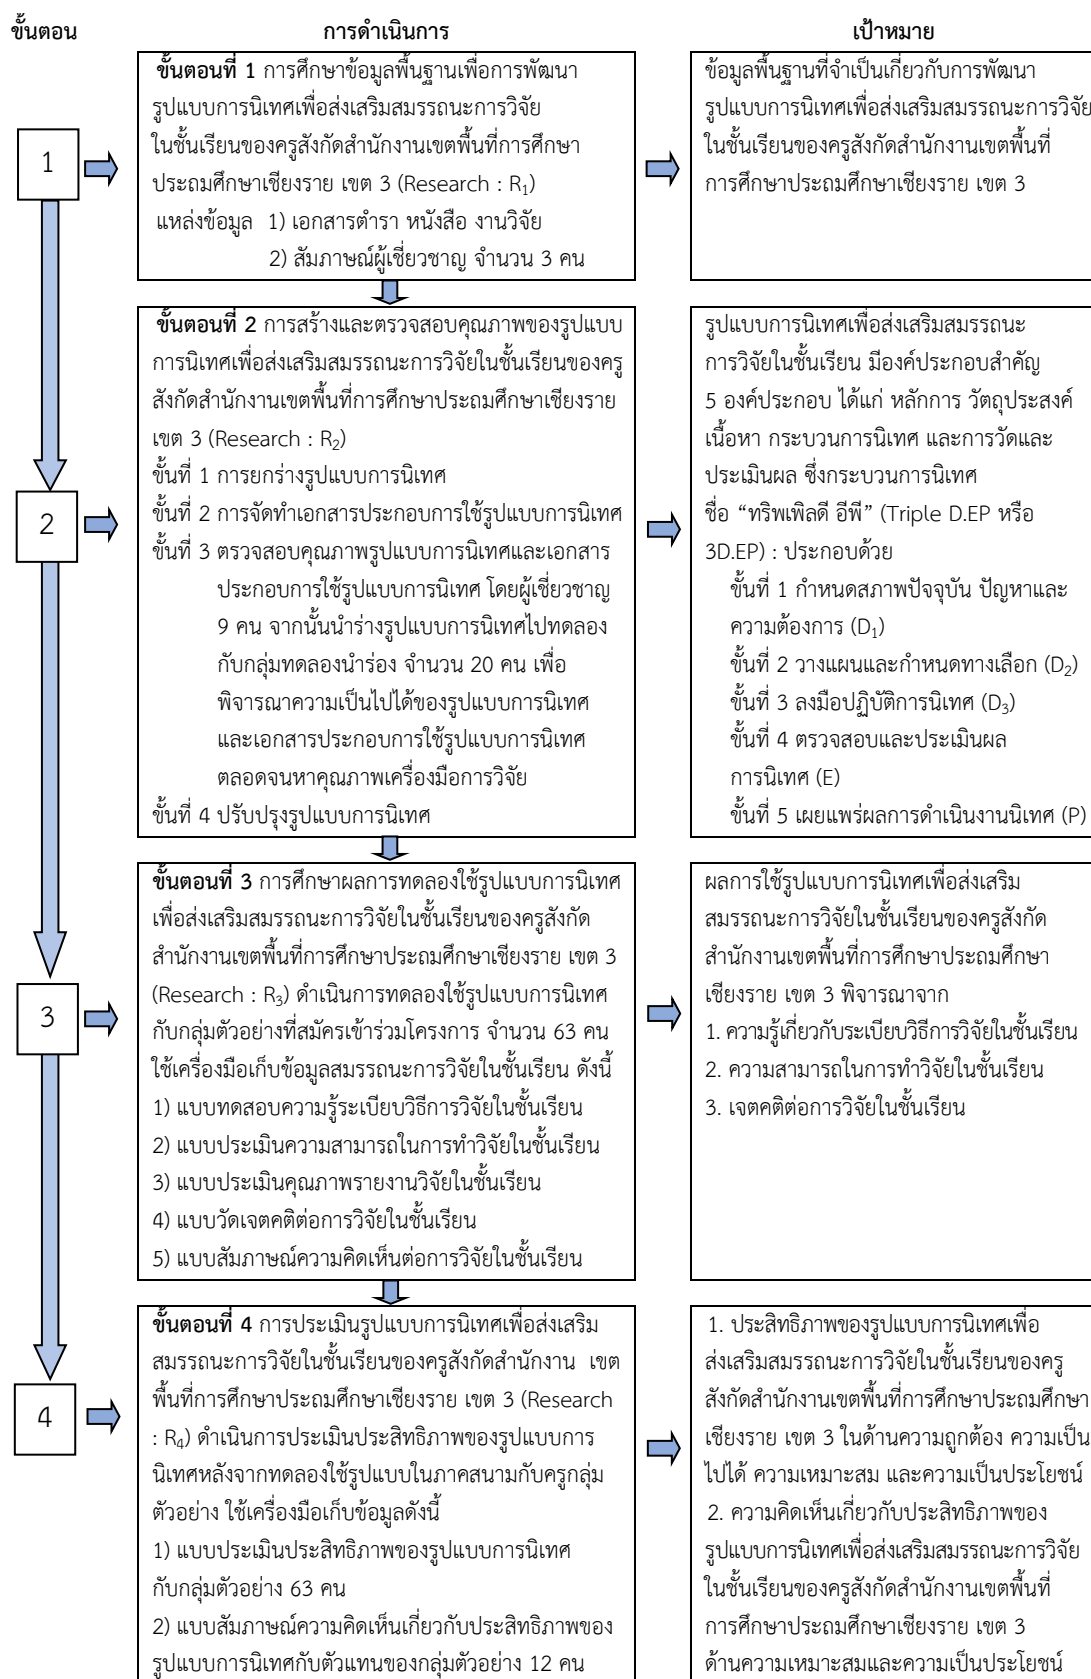 ขั้นตอน
การดำเนินการ
เป้าหมาย
1
ขั้นตอนที่ 1 การศึกษาข้อมูลพื้นฐานเพื่อการพัฒนา
รูปแบบการนิเทศเพื่อส่งเสริมสมรรถนะการวิจัย
ในชั้นเรียนของครูสังกัดสำนักงานเขตพื้นที่การศึกษา
ประถมศึกษาเชียงราย เขต 3 (Research : R₁)
แหล่งข้อมูล 1) เอกสารตำรา หนังสือ งานวิจัย
2) สัมภาษณ์ผู้เชี่ยวชาญ จำนวน 3 คน
ข้อมูลพื้นฐานที่จำเป็นเกี่ยวกับการพัฒนา
รูปแบบการนิเทศเพื่อส่งเสริมสมรรถนะการวิจัย
ในชั้นเรียนของครูสังกัดสำนักงานเขตพื้นที่
การศึกษาประถมศึกษาเชียงราย เขต 3
2
ขั้นตอนที่ 2 การสร้างและตรวจสอบคุณภาพของรูปแบบ
การนิเทศเพื่อส่งเสริมสมรรถนะการวิจัยในชั้นเรียนของครู
สังกัดสำนักงานเขตพื้นที่การศึกษาประถมศึกษาเชียงราย
เขต 3 (Research : R₂)
ขั้นที่ 1 การยกร่างรูปแบบการนิเทศ
ขั้นที่ 2 การจัดทำเอกสารประกอบการใช้รูปแบบการนิเทศ
ขั้นที่ 3 ตรวจสอบคุณภาพรูปแบบการนิเทศและเอกสาร
ประกอบการใช้รูปแบบการนิเทศ โดยผู้เชี่ยวชาญ
9 คน จากนั้นนำร่างรูปแบบการนิเทศไปทดลอง
กับกลุ่มทดลองนำร่อง จำนวน 20 คน เพื่อ
พิจารณาความเป็นไปได้ของรูปแบบการนิเทศ
และเอกสารประกอบการใช้รูปแบบการนิเทศ
ตลอดจนหาคุณภาพเครื่องมือการวิจัย
ขั้นที่ 4 ปรับปรุงรูปแบบการนิเทศ
รูปแบบการนิเทศเพื่อส่งเสริมสมรรถนะ
การวิจัยในชั้นเรียน มีองค์ประกอบสำคัญ
5 องค์ประกอบ ได้แก่ หลักการ วัตถุประสงค์
เนื้อหา กระบวนการนิเทศ และการวัดและ
ประเมินผล ซึ่งกระบวนการนิเทศ
ชื่อ “ทริพเพิลดี อีพี” (Triple D.EP หรือ
3D.EP) : ประกอบด้วย
ขั้นที่ 1 กำหนดสภาพปัจจุบัน ปัญหาและ
ความต้องการ (D₁)
ขั้นที่ 2 วางแผนและกำหนดทางเลือก (D₂)
ขั้นที่ 3 ลงมือปฏิบัติการนิเทศ (D₃)
ขั้นที่ 4 ตรวจสอบและประเมินผล
การนิเทศ (E)
ขั้นที่ 5 เผยแพร่ผลการดำเนินงานนิเทศ (P)
3
ขั้นตอนที่ 3 การศึกษาผลการทดลองใช้รูปแบบการนิเทศ
เพื่อส่งเสริมสมรรถนะการวิจัยในชั้นเรียนของครูสังกัด
สำนักงานเขตพื้นที่การศึกษาประถมศึกษาเชียงราย เขต 3
(Research : R₃) ดำเนินการทดลองใช้รูปแบบการนิเทศ
กับกลุ่มตัวอย่างที่สมัครเข้าร่วมโครงการ จำนวน 63 คน
ใช้เครื่องมือเก็บข้อมูลสมรรถนะการวิจัยในชั้นเรียน ดังนี้
1) แบบทดสอบความรู้ระเบียบวิธีการวิจัยในชั้นเรียน
2) แบบประเมินความสามารถในการทำวิจัยในชั้นเรียน
3) แบบประเมินคุณภาพรายงานวิจัยในชั้นเรียน
4) แบบวัดเจตคติต่อการวิจัยในชั้นเรียน
5) แบบสัมภาษณ์ความคิดเห็นต่อการวิจัยในชั้นเรียน
ผลการใช้รูปแบบการนิเทศเพื่อส่งเสริม
สมรรถนะการวิจัยในชั้นเรียนของครูสังกัด
สำนักงานเขตพื้นที่การศึกษาประถมศึกษา
เชียงราย เขต 3 พิจารณาจาก
1. ความรู้เกี่ยวกับระเบียบวิธีการวิจัยในชั้นเรียน
2. ความสามารถในการทำวิจัยในชั้นเรียน
3. เจตคติต่อการวิจัยในชั้นเรียน
4
ขั้นตอนที่ 4 การประเมินรูปแบบการนิเทศเพื่อส่งเสริม
สมรรถนะการวิจัยในชั้นเรียนของครูสังกัดสำนักงาน เขต
พื้นที่การศึกษาประถมศึกษาเชียงราย เขต 3 (Research
: R₄) ดำเนินการประเมินประสิทธิภาพของรูปแบบการ
นิเทศหลังจากทดลองใช้รูปแบบในภาคสนามกับครูกลุ่ม
ตัวอย่าง ใช้เครื่องมือเก็บข้อมูลดังนี้
1) แบบประเมินประสิทธิภาพของรูปแบบการนิเทศ
กับกลุ่มตัวอย่าง 63 คน
2) แบบสัมภาษณ์ความคิดเห็นเกี่ยวกับประสิทธิภาพของ
รูปแบบการนิเทศกับตัวแทนของกลุ่มตัวอย่าง 12 คน
1. ประสิทธิภาพของรูปแบบการนิเทศเพื่อ
ส่งเสริมสมรรถนะการวิจัยในชั้นเรียนของครู
สังกัดสำนักงานเขตพื้นที่การศึกษาประถมศึกษา
เชียงราย เขต 3 ในด้านความถูกต้อง ความเป็น
ไปได้ ความเหมาะสม และความเป็นประโยชน์
2. ความคิดเห็นเกี่ยวกับประสิทธิภาพของ
รูปแบบการนิเทศเพื่อส่งเสริมสมรรถนะการวิจัย
ในชั้นเรียนของครูสังกัดสำนักงานเขตพื้นที่
การศึกษาประถมศึกษาเชียงราย เขต 3
ด้านความเหมาะสมและความเป็นประโยชน์